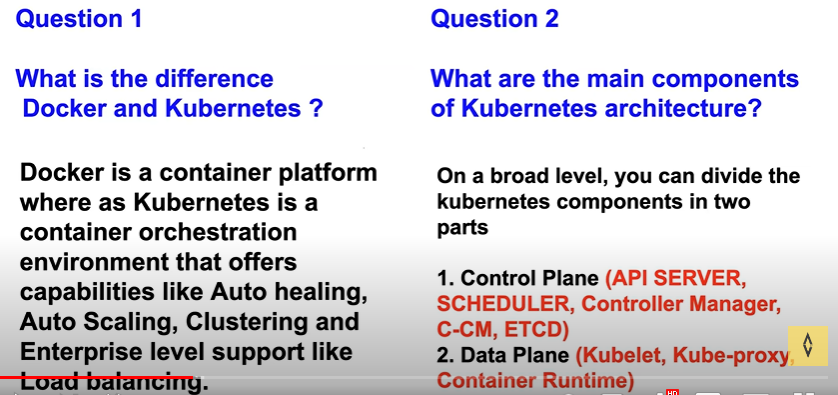 Question 1
What is the difference
Docker and Kubernetes ?
Docker is a container platform
where as Kubernetes is a
container orchestration
environment that offers
capabilities like Auto healing,
Auto Scaling, Clustering and
Enterprise level support like
Load balancing.
Question 2
What are the main components
of Kubernetes architecture?
On a broad level, you can divide the
kubernetes components in two
parts
1. Control Plane (API SERVER,
SCHEDULER, Controller Manager,
C-CM, ETCD)
2. Data Plane (Kubelet, Kube-proxy,
Container Runtime)
HD